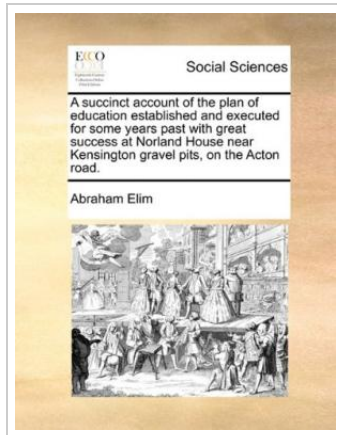 ECCO
Social Sciences
A succinct account of the plan of
education established and executed
for some years past with great
success at Norland House near
Kensington gravel pits, on the Acton
road.
Abraham Elim